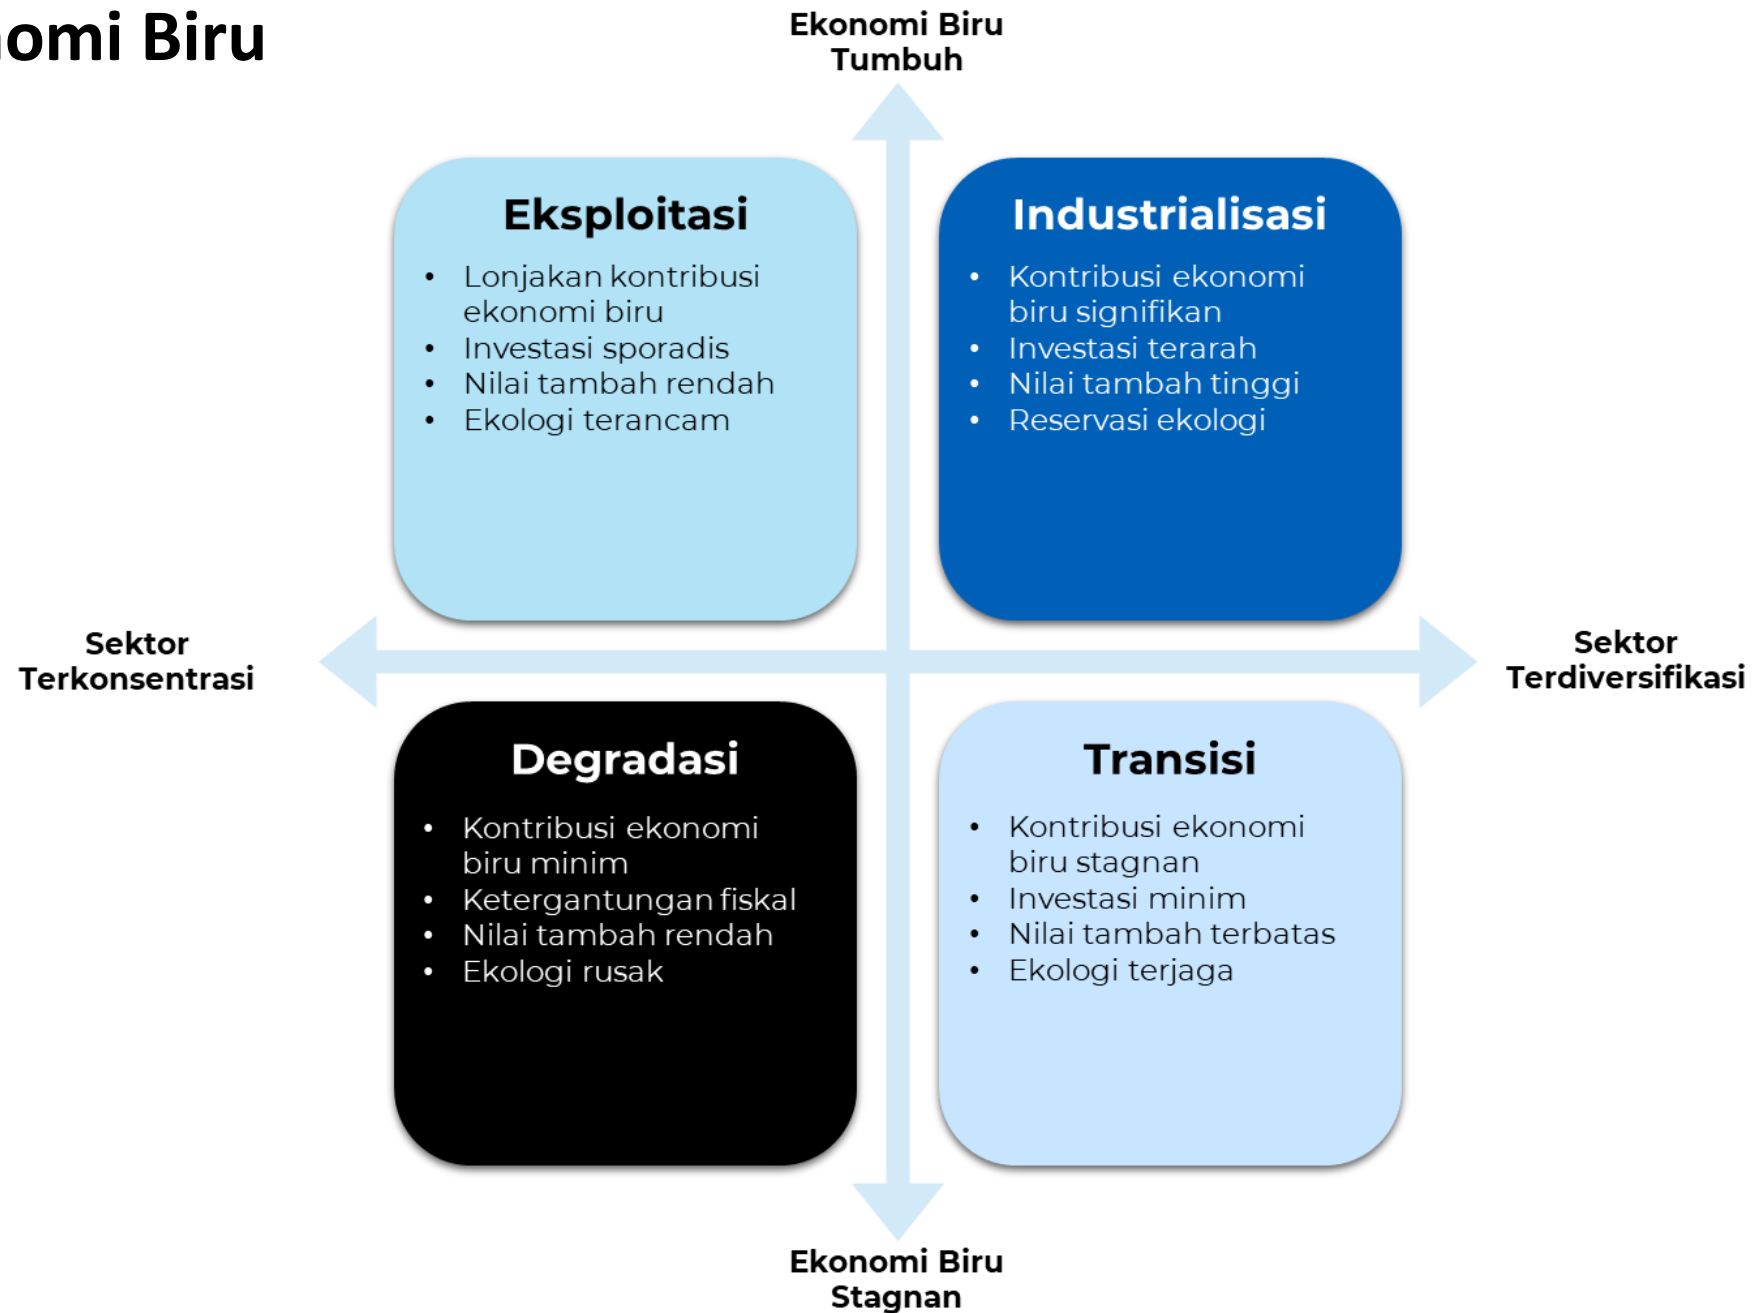 nomi Biru
Ekonomi Biru
Tumbuh
Eksploitasi
• Lonjakan kontribusi
ekonomi biru
• Investasi sporadis
• Nilai tambah rendah
• Ekologi terancam
Industrialisasi
• Kontribusi ekonomi
biru signifikan
• Investasi terarah
• Nilai tambah tinggi
• Reservasi ekologi
Sektor
Terkonsentrasi
Sektor
Terdiversifikasi
Degradasi
• Kontribusi ekonomi
biru minim
• Ketergantungan fiskal
• Nilai tambah rendah
• Ekologi rusak
Transisi
• Kontribusi ekonomi
biru stagnan
• Investasi minim
• Nilai tambah terbatas
• Ekologi terjaga
Ekonomi Biru
Stagnan